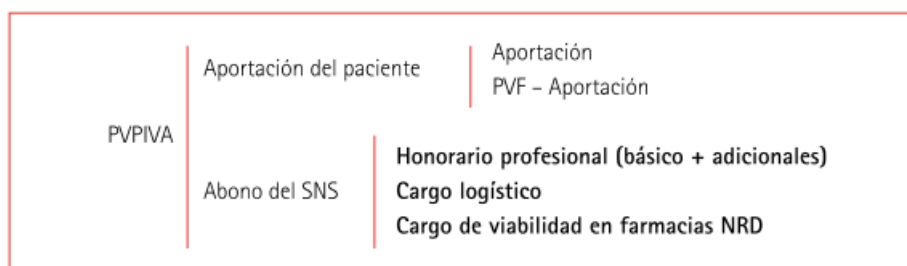 Aportación del paciente
Aportación
PVF – Aportación
PVPIVA
Abono del SNS
Honorario profesional (básico + adicionales)
Cargo logístico
Cargo de viabilidad en farmacias NRD